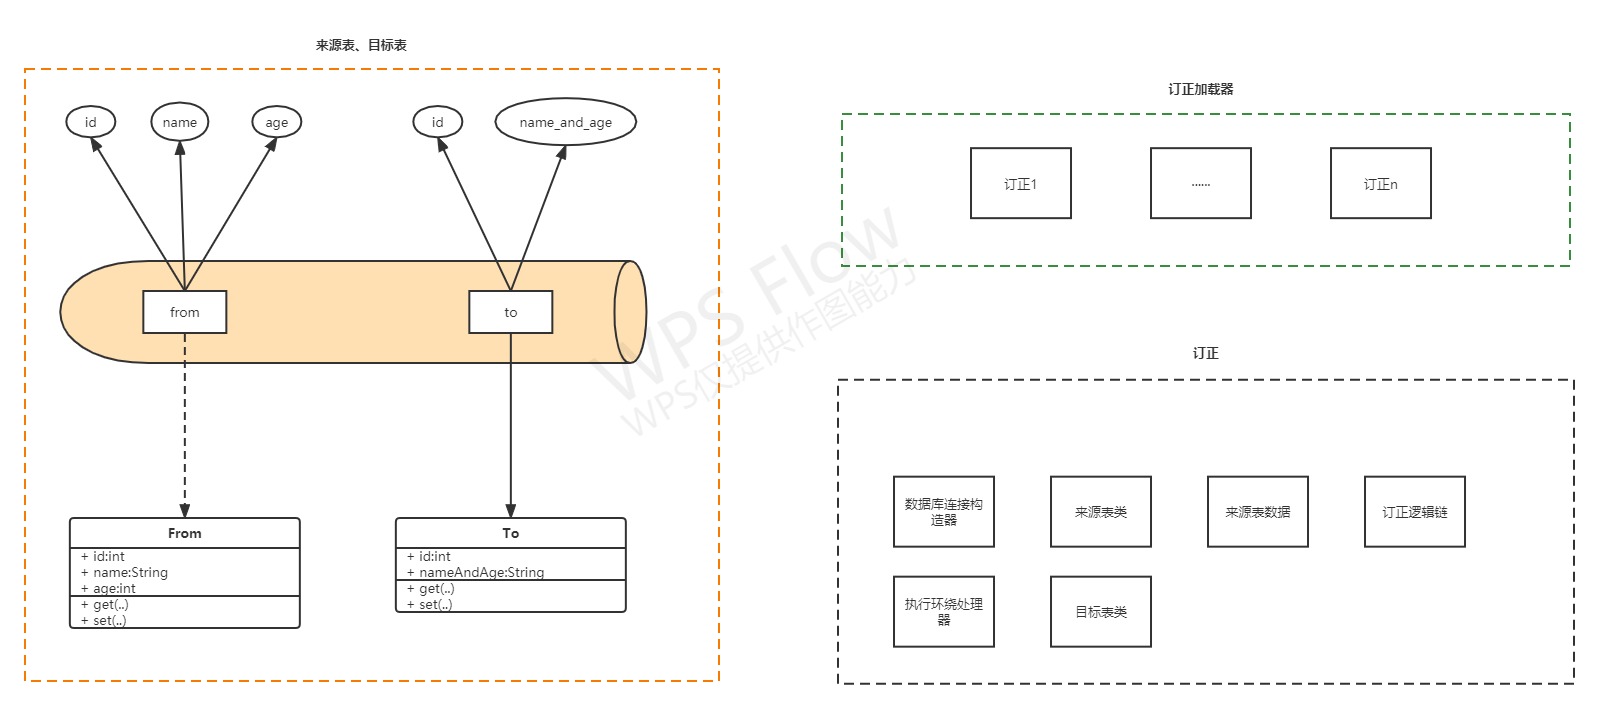 来源表、目标表
id
name
age
id
name_and_age
from
to
From
+ id:int
+ name:String
+ age:int
+ get(..)
+ set(..)
To
+ id:int
+ nameAndAge:String
+ get(..)
+ set(..)
WPS Flow
WPS仅提供作图能力
订正加载器
订正1
······
订正n
订正
数据库连接构
造器
来源表类
来源表数据
订正逻辑链
执行环绕处理
器
目标表类